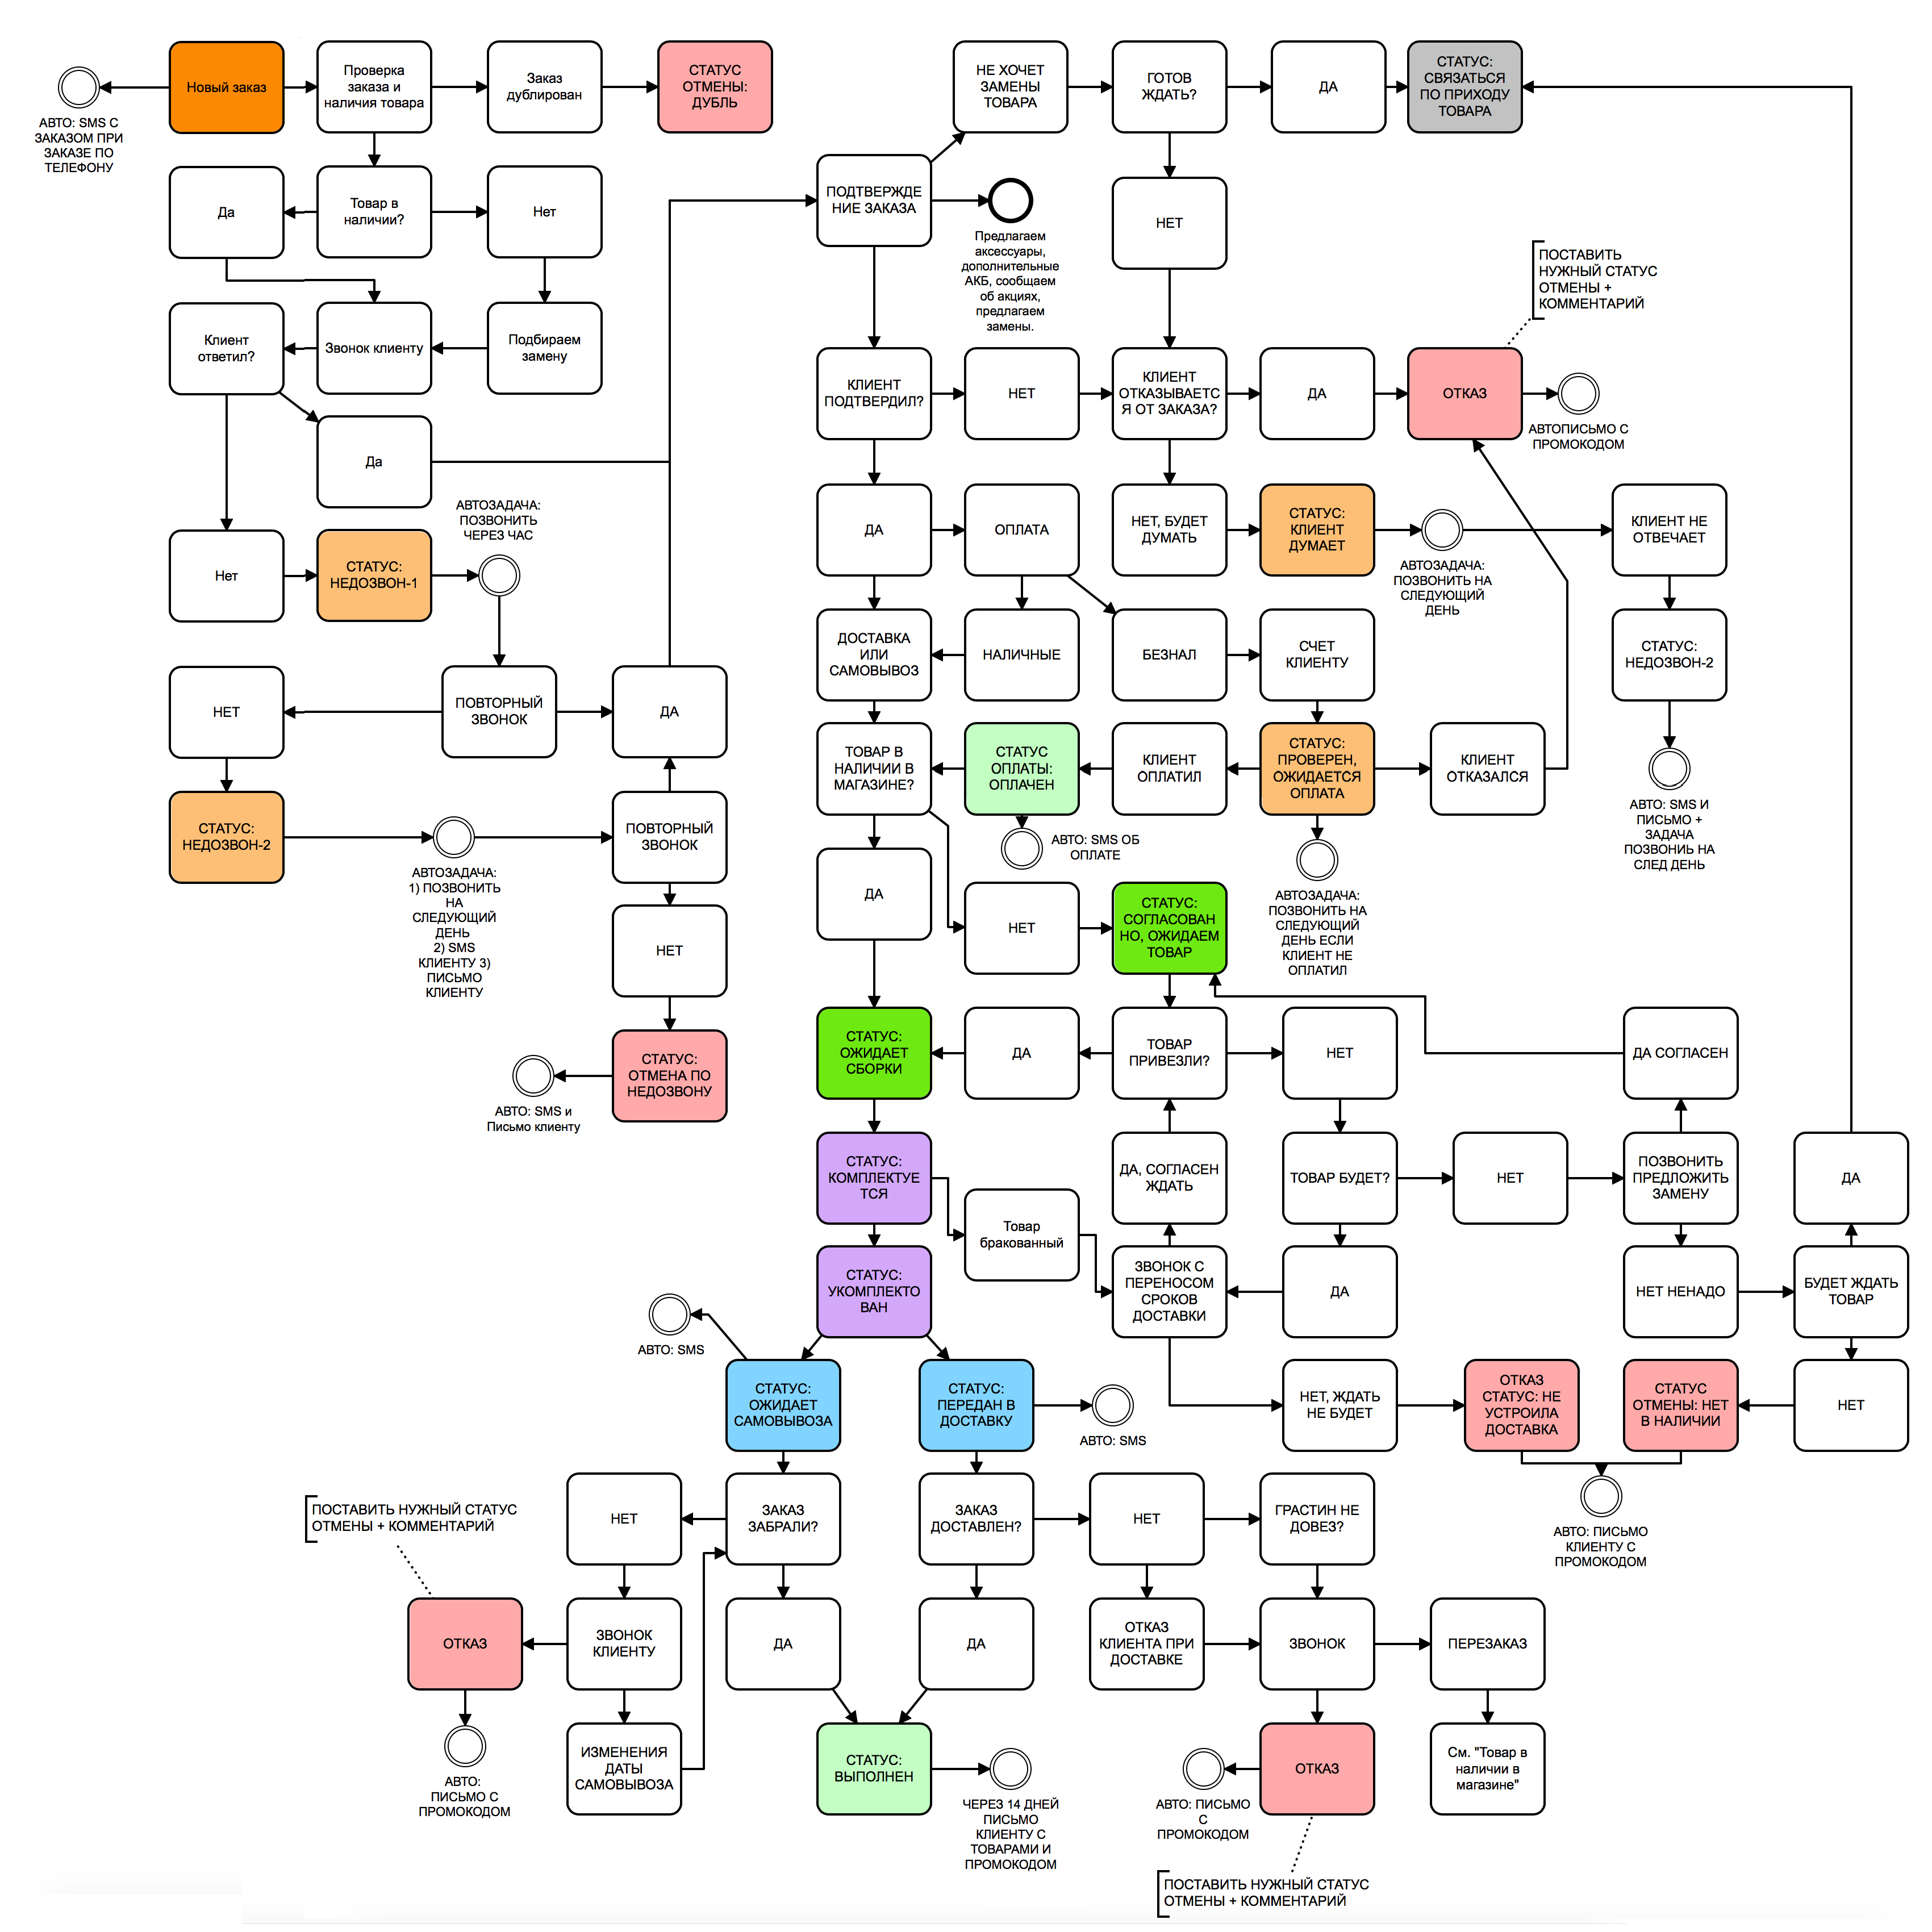 Новый заказ
Проверка
заказа и
наличия товара
Заказ
дублирован
СТАТУС
ОТМЕНЫ:
ДУБЛЬ
НЕ ХОЧЕТ
ЗАМЕНЫ
ТОВАРА
ГОТОВ
ЖДАТЬ?
ДА
СТАТУС:
СВЯЗАТЬСЯ
ПО ПРИХОДУ
ТОВАРА
АВТО: SMS С
ЗАКАЗОМ ПРИ
ЗАКАЗЕ ПО
ТЕЛЕФОНУ
Да
Товар в
наличии?
Нет
ПОДТВЕРЖДЕ
НИЕ ЗАКАЗА
Предлагаем
аксессуары,
дополнительные
АКБ, сообщаем
об акциях,
предлагаем
замены.
НЕТ
ПОСТАВИТЬ
НУЖНЫЙ СТАТУС
ОТМЕНЫ +
КОММЕНТАРИЙ
Клиент
ответил?
Звонок клиенту
Подбираем
замену
КЛИЕНТ
ПОДТВЕРДИЛ?
НЕТ
КЛИЕНТ
ОТКАЗЫВАЕТС
Я ОТ ЗАКАЗА?
ДА
ОТКАЗ
АВТОПИСЬМО С
ПРОМОКОДОМ
Да
АВТОЗАДАЧА:
ПОЗВОНИТЬ
ЧЕРЕЗ ЧАС
ДА
ОПЛАТА
НЕТ, БУДЕТ
ДУМАТЬ
СТАТУС:
КЛИЕНТ
ДУМАЕТ
АВТОЗАДАЧА:
ПОЗВОНИТЬ НА
СЛЕДУЮЩИЙ
ДЕНЬ
КЛИЕНТ НЕ
ОТВЕЧАЕТ
Нет
СТАТУС:
НЕДОЗВОН-1
ДОСТАВКА
ИЛИ
САМОВЫВОЗ
НАЛИЧНЫЕ
БЕЗНАЛ
СЧЕТ
КЛИЕНТУ
СТАТУС:
НЕДОЗВОН-2
НЕТ
ПОВТОРНЫЙ
ЗВОНОК
ДА
ТОВАР В
НАЛИЧИИ В
МАГАЗИНЕ?
СТАТУС
ОПЛАТЫ:
ОПЛАЧЕН
КЛИЕНТ
ОПЛАТИЛ
СТАТУС:
ПРОВЕРЕН,
ОЖИДАЕТСЯ
ОПЛАТА
КЛИЕНТ
ОТКАЗАЛСЯ
АВТО: SMS И
ПИСЬМО +
ЗАДАЧА
ПОЗВОНИЬ НА
СЛЕД ДЕНЬ
СТАТУС:
НЕДОЗВОН-2
АВТОЗАДАЧА:
1) ПОЗВОНИТЬ
НА
СЛЕДУЮЩИЙ
ДЕНЬ
2) SMS
КЛИЕНТУ 3)
ПИСЬМО
КЛИЕНТУ
ПОВТОРНЫЙ
ЗВОНОК
АВТО: SMS ОБ
ОПЛАТЕ
АВТОЗАДАЧА:
ПОЗВОНИТЬ НА
СЛЕДУЮЩИЙ
ДЕНЬ ЕСЛИ
КЛИЕНТ НЕ
ОПЛАТИЛ
ДА
НЕТ
СТАТУС:
СОГЛАСОВАН
НО, ОЖИДАЕМ
ТОВАР
НЕТ
СТАТУС:
ОТМЕНА ПО
НЕДОЗВОНУ
АВТО: SMS и
Письмо клиенту
СТАТУС:
ОЖИДАЕТ
СБОРКИ
ДА
ТОВАР
ПРИВЕЗЛИ?
НЕТ
ДА СОГЛАСЕН
СТАТУС:
КОМПЛЕКТУЕ
ТСЯ
Товар
бракованный
ДА, СОГЛАСЕН
ЖДАТЬ
ТОВАР БУДЕТ?
НЕТ
ПОЗВОНИТЬ
ПРЕДЛОЖИТЬ
ЗАМЕНУ
ДА
СТАТУС:
УКОМПЛЕКТО
ВАН
ЗВОНОК С
ПЕРЕНОСОМ
СРОКОВ
ДОСТАВКИ
ДА
НЕТ НЕНАДО
БУДЕТ ЖДАТЬ
ТОВАР
АВТО: SMS
СТАТУС:
ОЖИДАЕТ
САМОВЫВОЗА
СТАТУС:
ПЕРЕДАН В
ДОСТАВКУ
АВТО: SMS
НЕТ, ЖДАТЬ
НЕ БУДЕТ
ОТКАЗ
СТАТУС: НЕ
УСТРОИЛА
ДОСТАВКА
СТАТУС
ОТМЕНЫ: НЕТ
В НАЛИЧИИ
НЕТ
ПОСТАВИТЬ НУЖНЫЙ СТАТУС
ОТМЕНЫ + КОММЕНТАРИЙ
НЕТ
ЗАКАЗ
ЗАБРАЛИ?
ЗАКАЗ
ДОСТАВЛЕН?
НЕТ
ГРАСТИН НЕ
ДОВЕЗ?
АВТО: ПИСЬМО
КЛИЕНТУ С
ПРОМОКОДОМ
ОТКАЗ
ЗВОНОК
КЛИЕНТУ
ДА
ДА
ОТКАЗ
КЛИЕНТА ПРИ
ДОСТАВКЕ
ЗВОНОК
ПЕРЕЗАКАЗ
АВТО:
ПИСЬМО С
ПРОМОКОДОМ
ИЗМЕНЕНИЯ
ДАТЫ
САМОВЫВОЗА
СТАТУС:
ВЫПОЛНЕН
ЧЕРЕЗ 14 ДНЕЙ
ПИСЬМО
КЛИЕНТУ С
ТОВАРАМИ И
ПРОМОКОДОМ
АВТО: ПИСЬМО
С
ПРОМОКОДОМ
ОТКАЗ
См. "Товар в
наличии в
магазине"
ПОСТАВИТЬ НУЖНЫЙ СТАТУС
ОТМЕНЫ + КОММЕНТАРИЙ